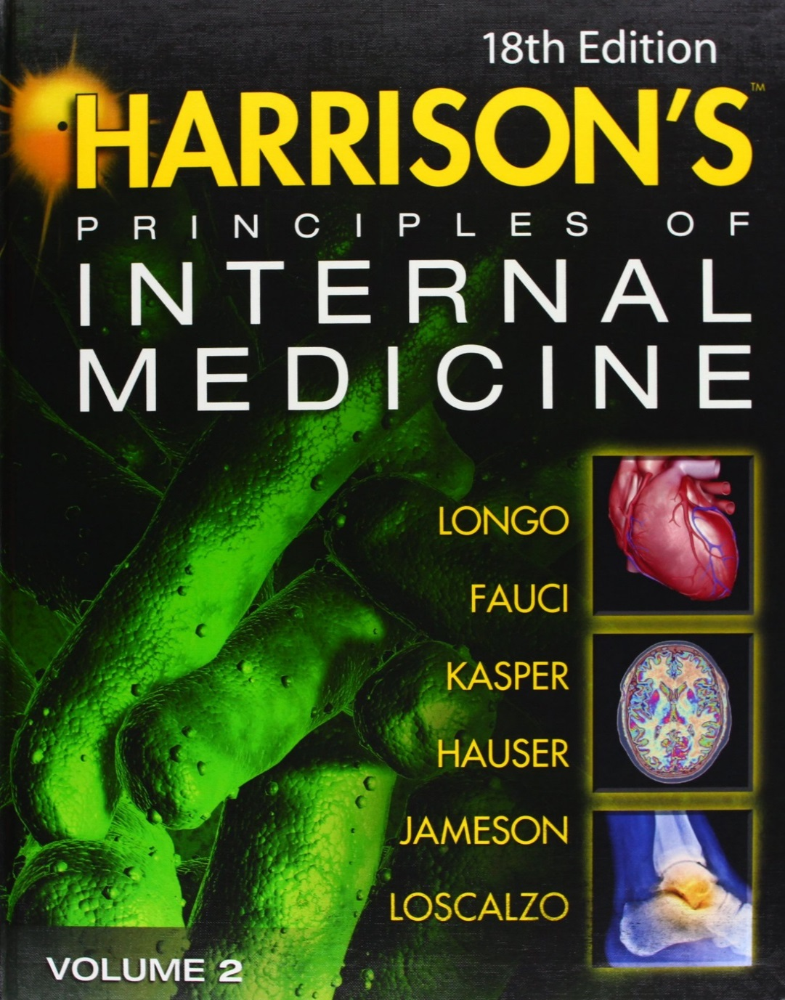 18th Edition
HARRISON'S™
PRINCIPLES OF
INTERNAL
MEDICINE
LONGO
FAUCI
KASPER
HAUSER
JAMESON
LOSCALZO
VOLUME 2